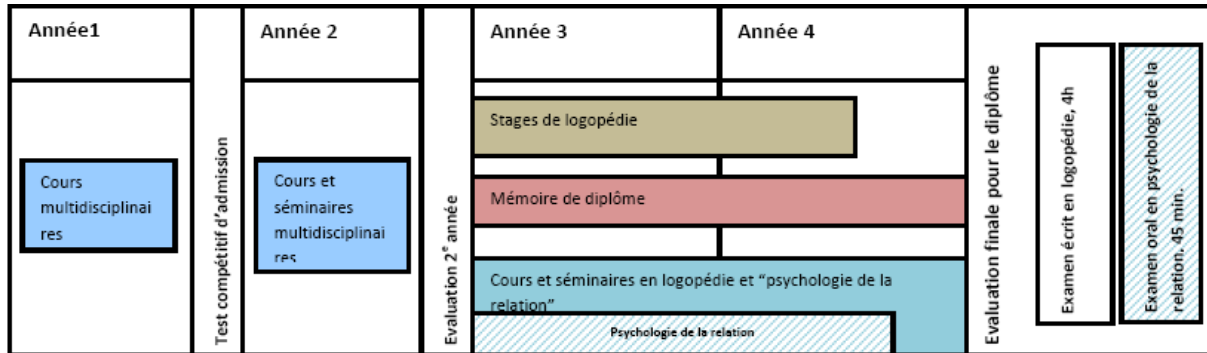 Année1
Année 2
Année 3
Année 4
Cours
multidisciplinai
res
Test compétitif d'admission
Cours et
séminaires
multidisciplinai
res
Evaluation 2e année
Stages de logopédie
Mémoire de diplôme
Cours et séminaires en logopédie et "psychologie de la
relation"
Psychologie de la relation
Evaluation finale pour le diplôme
Examen écrit en logopédie, 4h
Examen oral en psychologie de la
relation, 45 min.